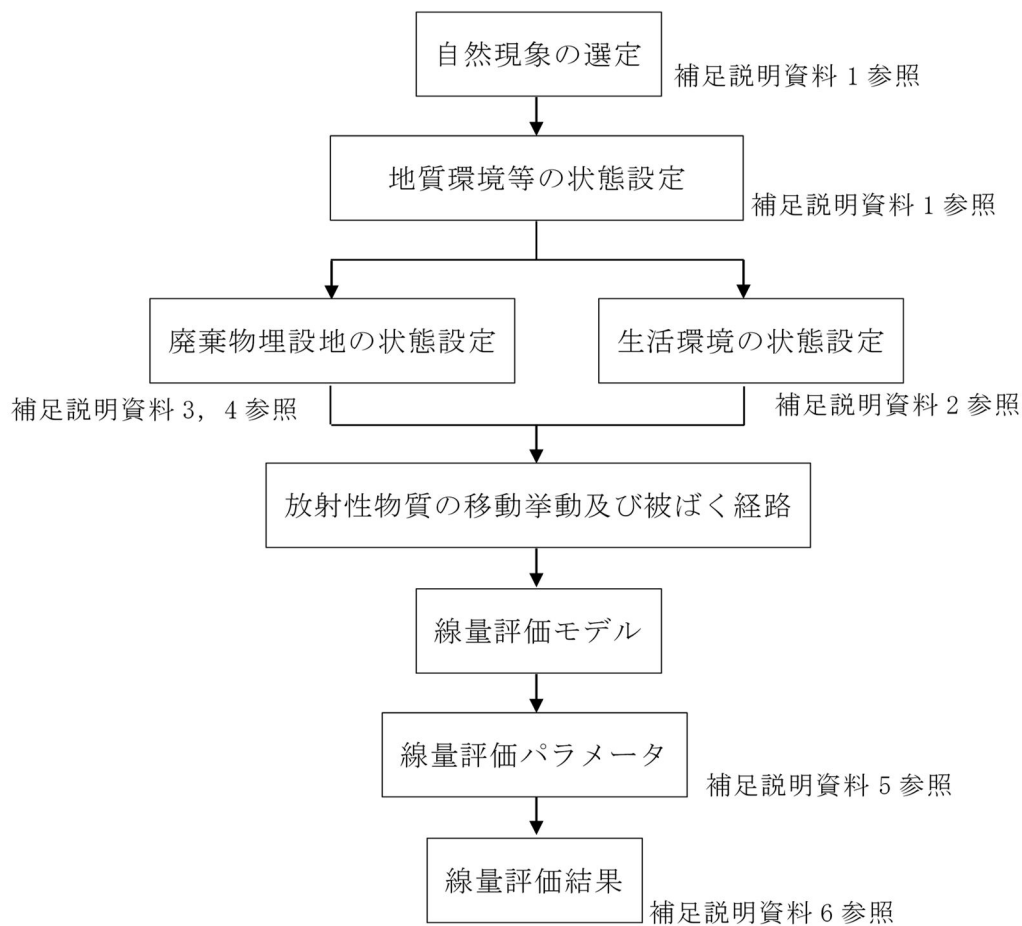 自然現象の選定
補足説明資料1参照
地質環境等の状態設定
補足説明資料1参照
廃棄物埋設地の状態設定
生活環境の状態設定
補足説明資料3, 4参照
補足説明資料2参照
放射性物質の移動挙動及び被ばく経路
線量評価モデル
線量評価パラメータ
補足説明資料5参照
線量評価結果
補足説明資料6参照